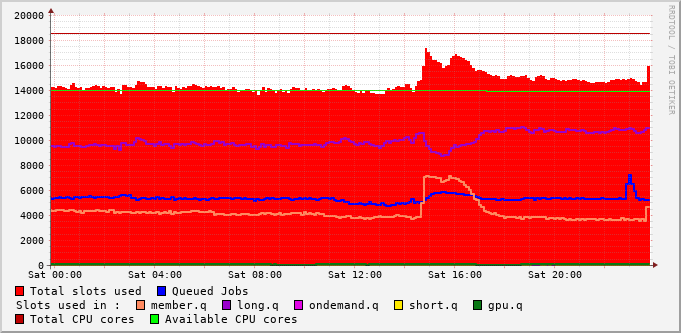 20000
18000
16000
14000
12000
10000
8000
6000
4000
2000
0
Sat 00:00 Sat 04:00 Sat 08:00 Sat 12:00 Sat 16:00 Sat 20:00
Total slots used Queued Jobs
Slots used in : member.q long.q ondemand.q short.q gpu.q
Total CPU cores Available CPU cores
RRDTOOL / TOBI OETIKER